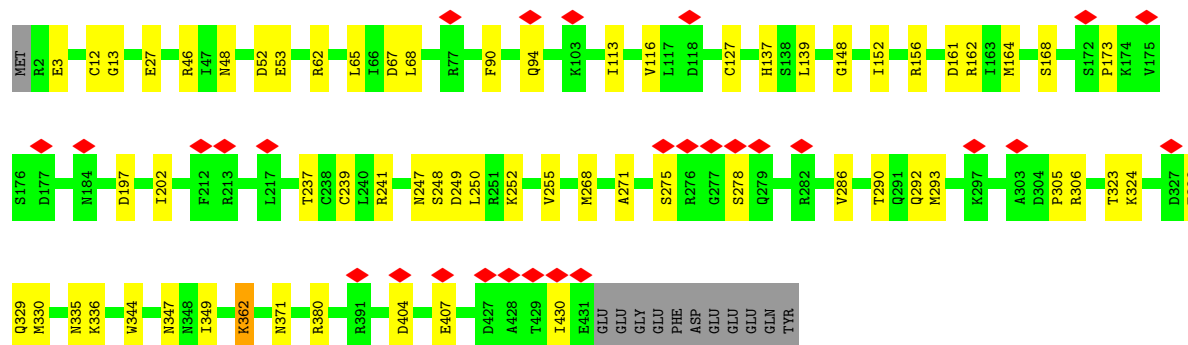 MET R2 E3 C12 G13 E27 R46 I47 N48 D52 E53 R62 L65 I66 D67 L68 R77 F90 Q94 K103 I113 V116 L117 D118 C127 H137 S138 L139 G148 I152 R156 D161 R162 I163 M164 S168 S172 P173 K174 V175
S176 D177 N184 D197 I202 F212 R213 L217 T237 C238 C239 L240 R241 N247 S248 D249 L250 R251 K252 V255 M268 A271 S275 R276 G277 S278 Q279 R282 V286 T290 Q291 Q292 M293 K297 A303 D304 P305 R306 T323 K324 D327
Q329 M330 N335 K336 W344 N347 N348 I349 K362 N371 R380 R391 D404 E407 D427 A428 T429 I430 E431 GLU GLU GLY GLU PHE ASP GLU GLU GLU GLN TYR